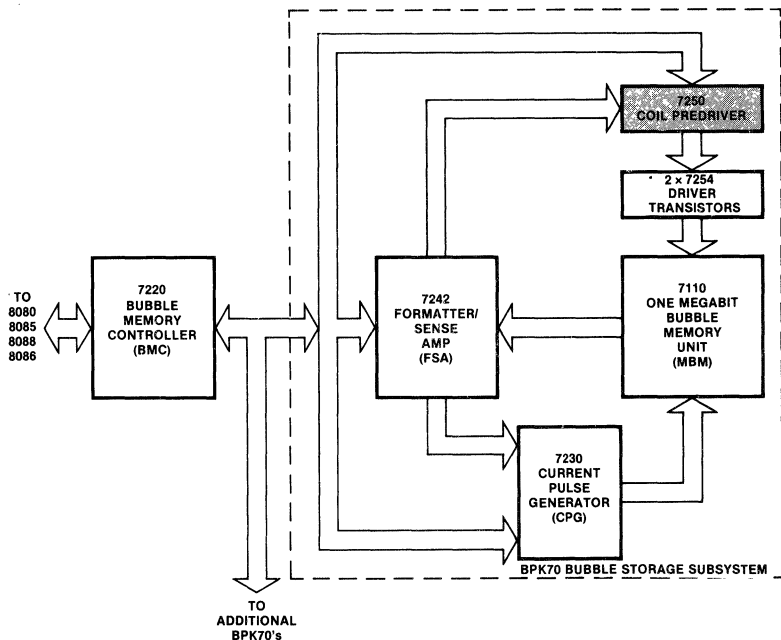 7250
COIL PREDRIVER
2 × 7254
DRIVER
TRANSISTORS
TO
8080
8085
8088
8086
7220
BUBBLE
MEMORY
CONTROLLER
(BMC)
7242
FORMATTER/
SENSE
AMP
(FSA)
7110
ONE MEGABIT
BUBBLE
MEMORY
UNIT
(MBM)
7230
CURRENT
PULSE
GENERATOR
(CPG)
BPK70 BUBBLE STORAGE SUBSYSTEM
TO
ADDITIONAL
BPK70's